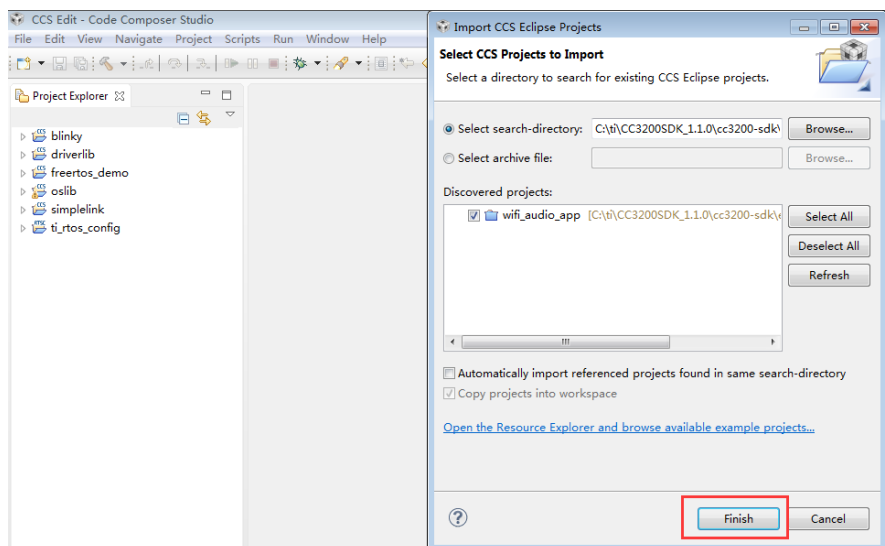 CCS Edit - Code Composer Studio
File Edit View Navigate Project Scripts Run Window Help
Project Explorer
blinky
driverlib
freertos_demo
oslib
simplelink
ti_rtos_config
Import CCS Eclipse Projects
Select CCS Projects to Import
Select a directory to search for existing CCS Eclipse projects.
Select search-directory: C:\ti\CC3200SDK_1.1.0\cc3200-sdk\ Browse...
Select archive file: Browse...
Discovered projects:
wifi_audio_app [C:\ti\CC3200SDK_1.1.0\cc3200-sdk\e
Select All
Deselect All
Refresh
Automatically import referenced projects found in same search-directory
Copy projects into workspace
Open the Resource Explorer and browse available example projects...
Finish Cancel